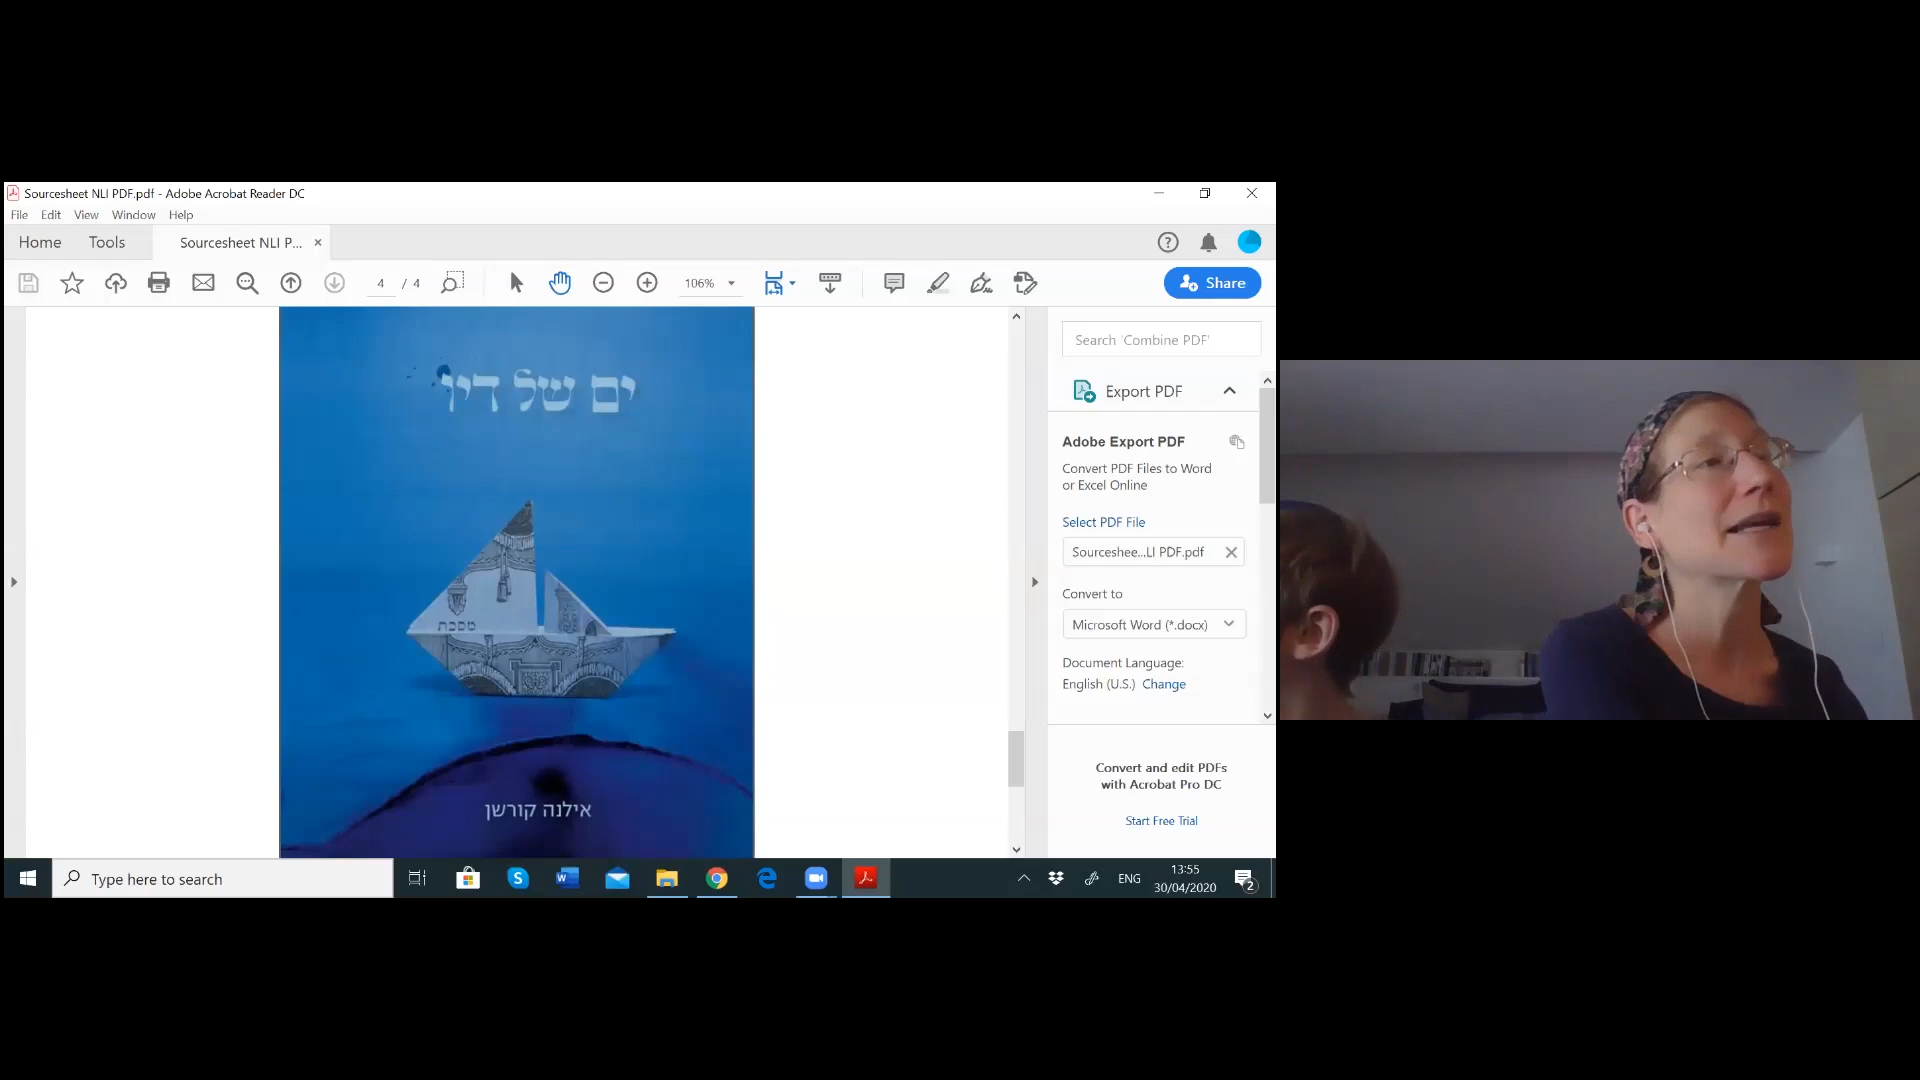 Sourcesheet NLI PDF.pdf - Adobe Acrobat Reader DC
File Edit View Window Help
Home Tools Sourcesheet NLI P...
4 / 4 106% Share
ים של דיו
מסכת
אילנה קורשן
Search 'Combine PDF'
Export PDF
Adobe Export PDF
Convert PDF Files to Word
or Excel Online
Select PDF File
Sourceshee...LI PDF.pdf
Convert to
Microsoft Word (*.docx)
Document Language:
English (U.S.) Change
Convert and edit PDFs
with Acrobat Pro DC
Start Free Trial
Type here to search
ENG
13:55
30/04/2020
2